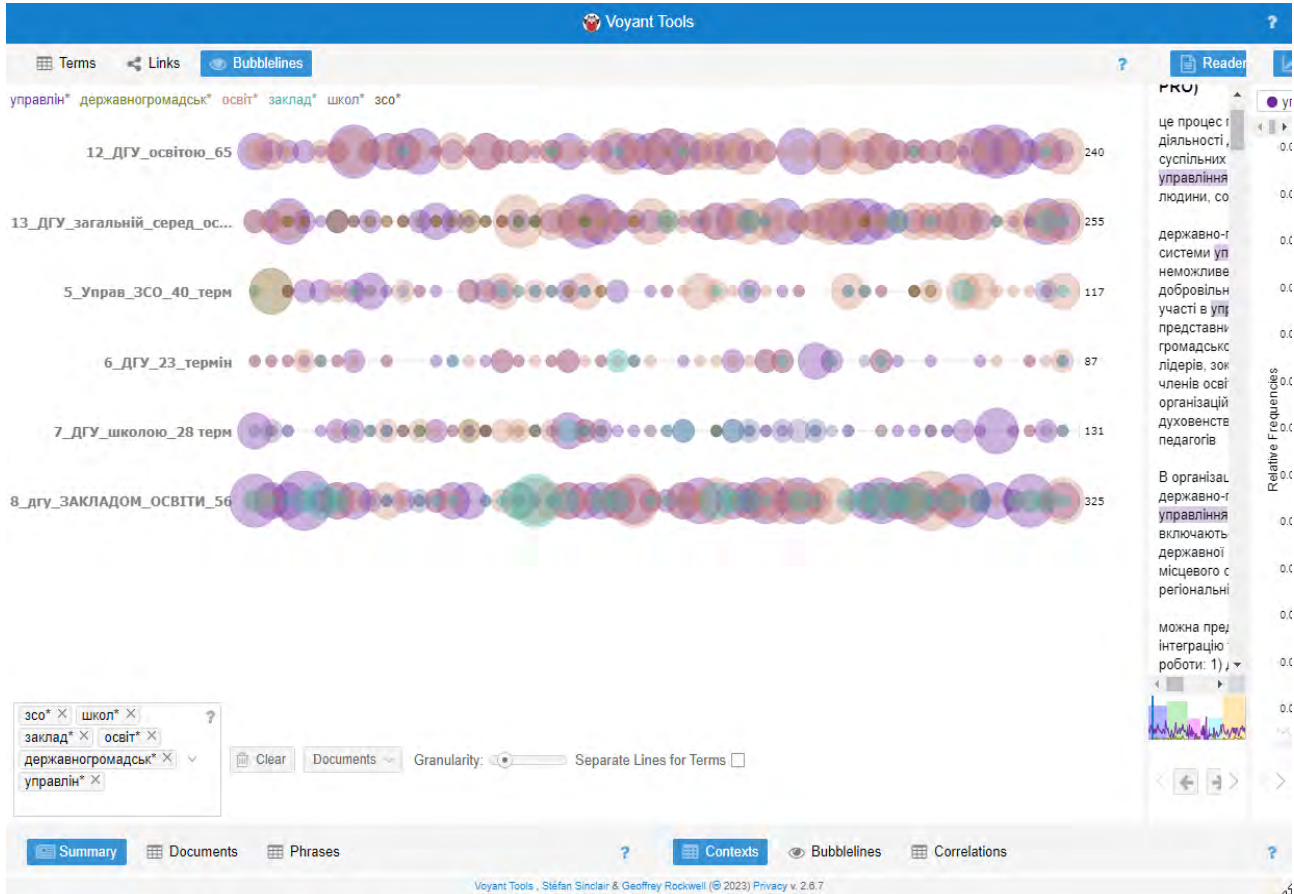 Voyant Tools
?
Terms Links Bubblelines ? Reader
управлін* державногромадськ* освіт* заклад* школ* зсо*
12_ДГУ_освітою_65 240
13_ДГУ_загальній_серед_ос... 255
5_Управ_ЗСО_40_терм 117
6_ДГУ_23_термін 87
7_ДГУ_школою_28 терм 131
8_дгу_ЗАКЛАДОМ_ОСВІТИ_56 325
PRO)
це процес
діяльності
суспільних
управління
людини, со
державно-г
системи уп
неможливе
добровільн
участі в упр
представни
громадсько
лідерів, зок
членів осві
організацій
духовенств
педагогів
В організац
державно-г
управління
включають
державної
місцевого с
регіональні
можна пред
інтеграцію
роботи: 1) д
Relative Frequencies
зсо* школ* ?
заклад* освіт*
державногромадськ*
управлін*
Clear Documents Granularity: Separate Lines for Terms
Summary Documents Phrases ? Contexts Bubblelines Correlations ?
Voyant Tools , Stéfan Sinclair & Geoffrey Rockwell (© 2023) Privacy v. 2.6.7